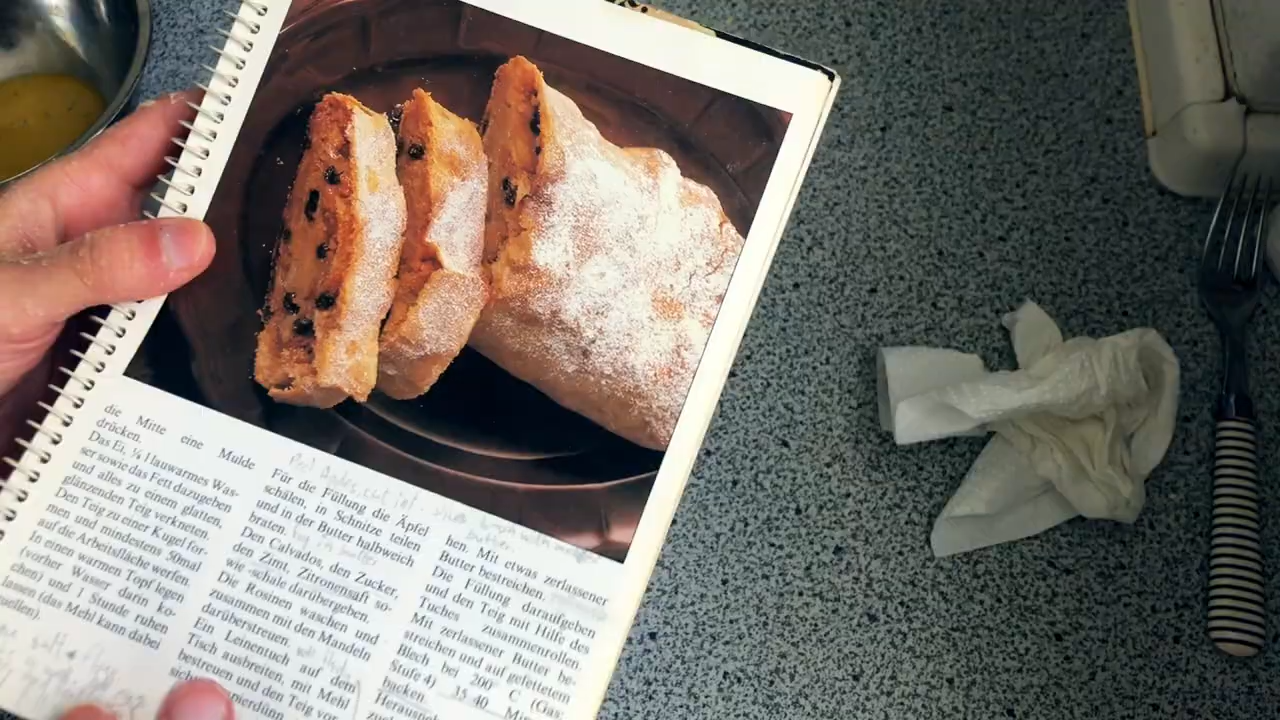 die Mitte eine Mulde
drücken.
Das Ei, ⅛ l lauwarmes Was-
ser sowie das Fett dazugeben
und alles zu einem glatten,
glänzenden Teig verkneten.
Den Teig zu einer Kugel for-
men und mindestens 50mal
auf die Arbeitsfläche werfen.
In einen warmen Topf legen
(vorher Wasser darin ko-
chen) und 1 Stunde ruhen
lassen (das Mehl kann dabei
quellen).
Für die Füllung die Äpfel
schälen, in Schnitze teilen
und in der Butter halbweich
braten.
Den Calvados, den Zucker,
den Zimt, Zitronensaft so-
wie schale darübergeben.
Die Rosinen waschen und
zusammen mit den Mandeln
darüberstreuen.
Ein Leinentuch auf dem
Tisch ausbreiten, mit Mehl
bestreuen und den Teig vor-
hen. Mit etwas zerlassener
Butter bestreichen.
Die Füllung daraufgeben
und den Teig mit Hilfe des
Tuches zusammenrollen.
Mit zerlassener Butter be-
streichen und auf gefettetem
Blech bei 200° C (Gas:
Stufe 4) 35-40 Min
backen.